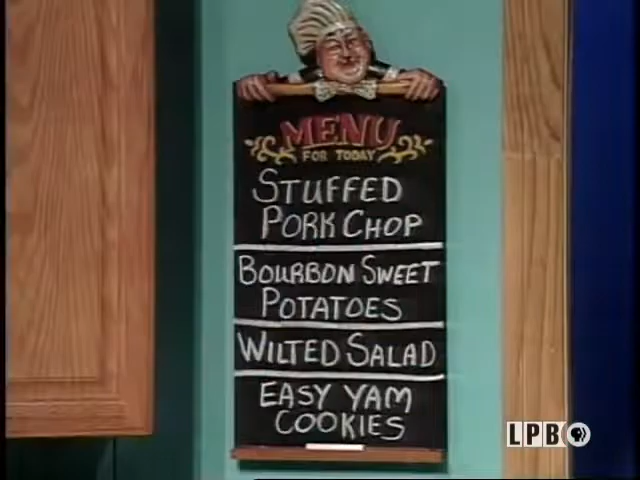 MENU
FOR TODAY
STUFFED
PORK CHOP
BOURBON SWEET
POTATOES
WILTED SALAD
EASY YAM
COOKIES
LPB